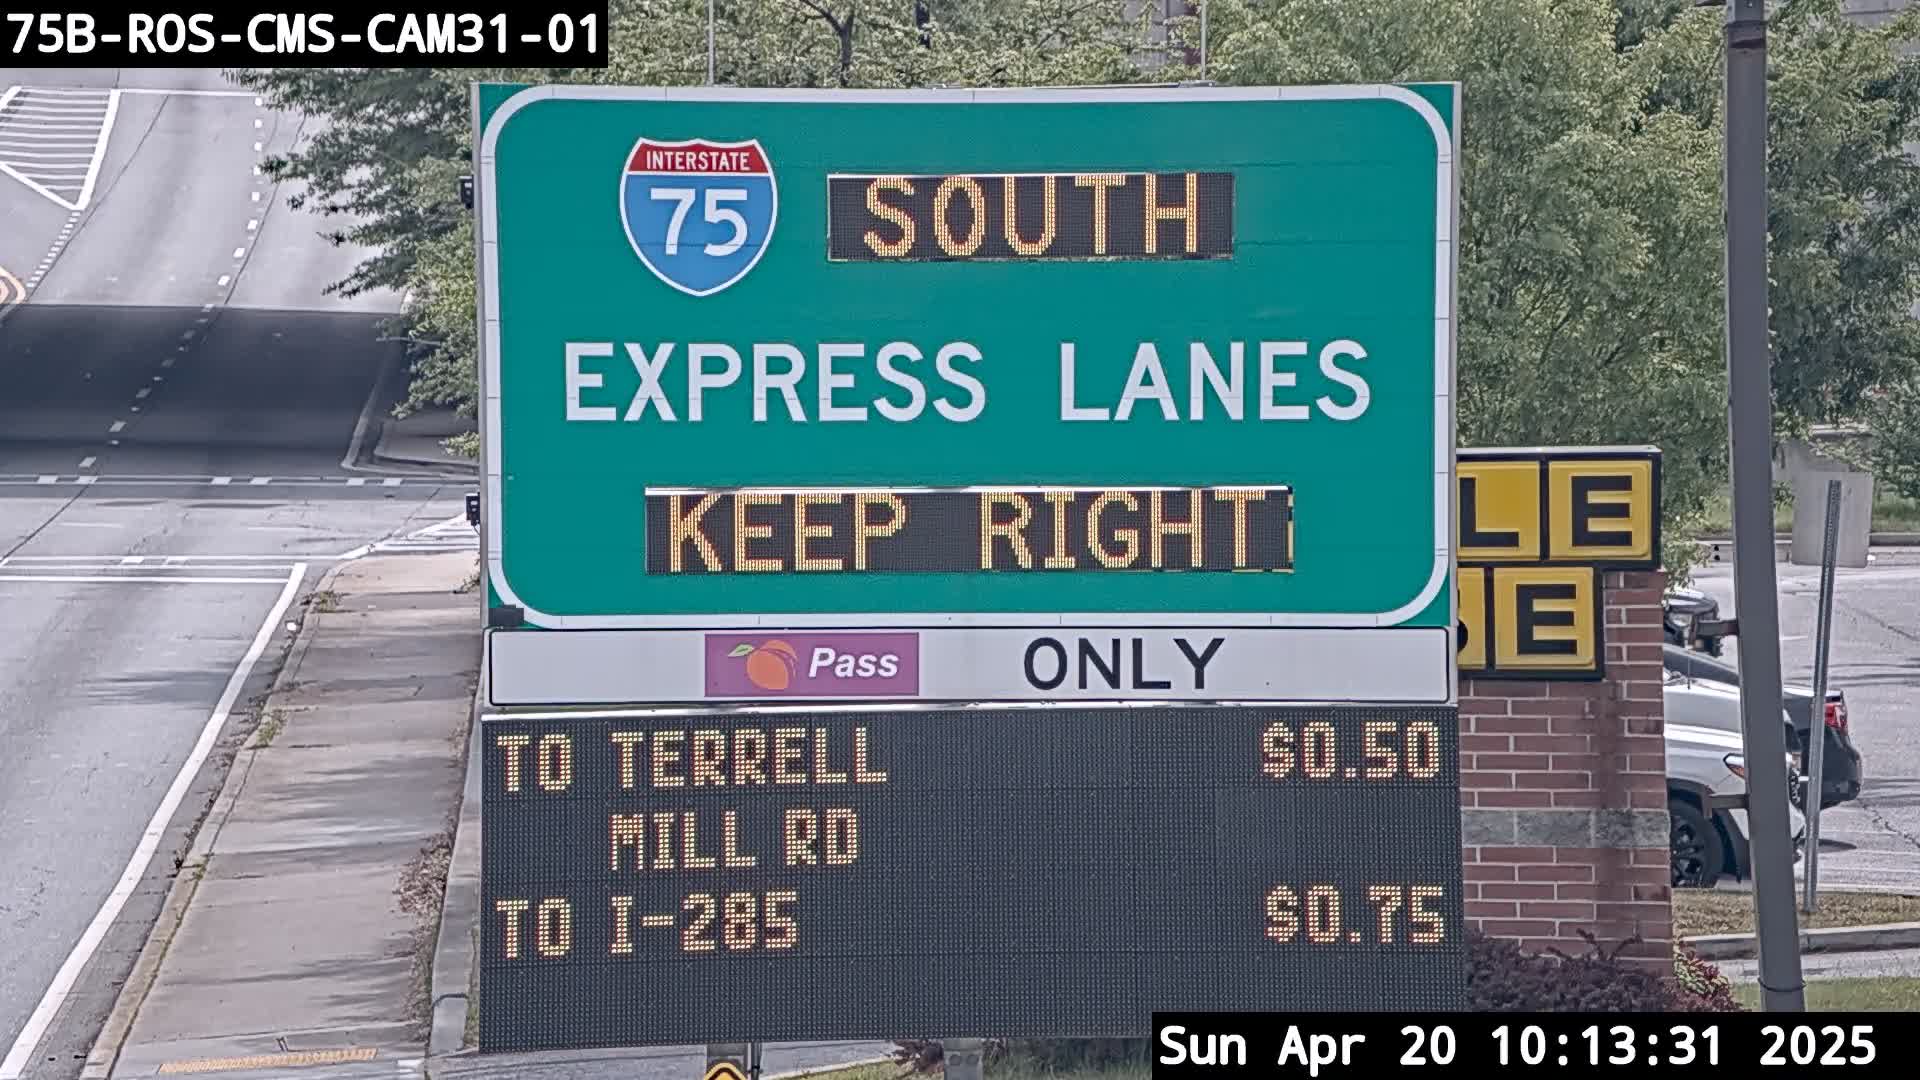 75B-ROS-CMS-CAM31-01
INTERSTATE
75
SOUTH
EXPRESS LANES
KEEP RIGHT
Pass ONLY
TO TERRELL $0.50
MILL RD
TO I-285 $0.75
LE
E
Sun Apr 20 10:13:31 2025